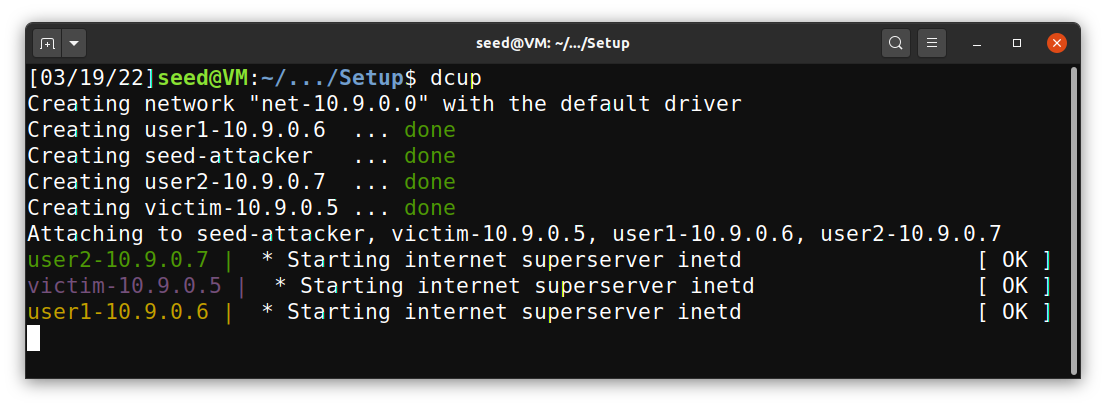 seed@VM: ~/.../Setup
[03/19/22]seed@VM:~/.../Setup$ dcup
Creating network "net-10.9.0.0" with the default driver
Creating user1-10.9.0.6  ... done
Creating seed-attacker   ... done
Creating user2-10.9.0.7  ... done
Creating victim-10.9.0.5 ... done
Attaching to seed-attacker, victim-10.9.0.5, user1-10.9.0.6, user2-10.9.0.7
user2-10.9.0.7 |  * Starting internet superserver inetd                  [ OK ]
victim-10.9.0.5 |  * Starting internet superserver inetd                 [ OK ]
user1-10.9.0.6 |  * Starting internet superserver inetd                  [ OK ]